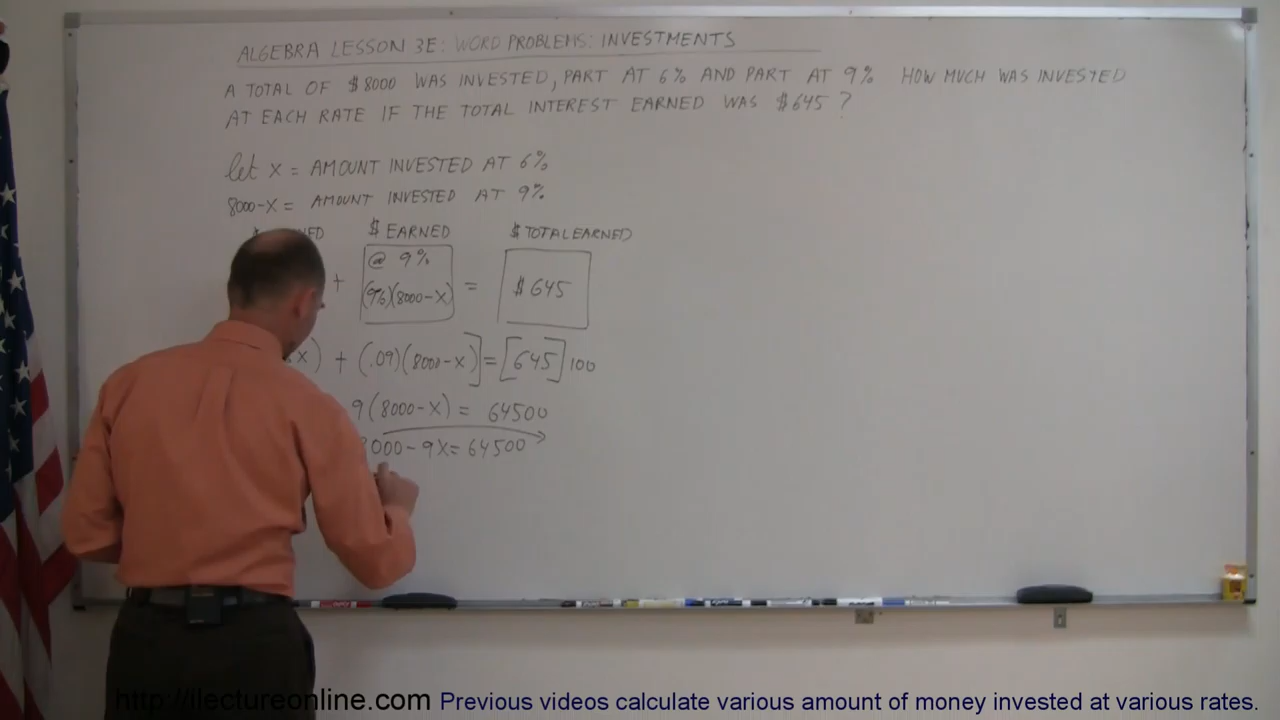 ALGEBRA LESSON 3E: WORD PROBLEMS: INVESTMENTS
A TOTAL OF $8000 WAS INVESTED, PART AT 6% AND PART AT 9% HOW MUCH WAS INVESTED
AT EACH RATE IF THE TOTAL INTEREST EARNED WAS $645?
let X = AMOUNT INVESTED AT 6%
8000-X = AMOUNT INVESTED AT 9%
$ $ EARNED $ TOTAL EARNED
@ 9%
+ (9%)(8000-X) = $645
X) + (.09)(8000-X)] = [645]100
9(8000-X) = 64500
000-9X=64500
http://ilectureonline.com Previous videos calculate various amount of money invested at various rates.